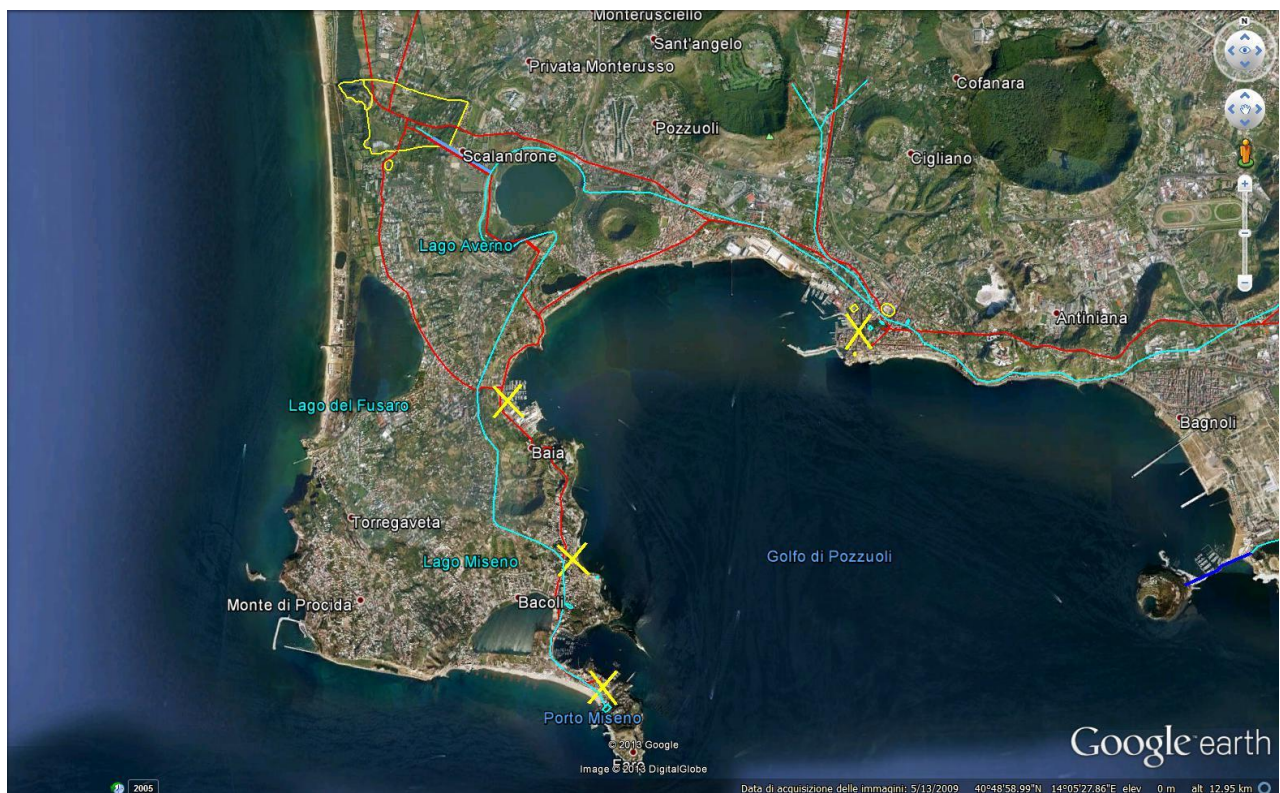 Monterusciello
N
Sant'angelo
Privata Monterusso
Cofanara
Pozzuoli
Scalandrone
Cigliano
Lago Averno
Antiniana
Lago del Fusaro
Bagnoli
Baia
Torregaveta
Lago Miseno
Golfo di Pozzuoli
Monte di Procida
Bacoli
Porto Miseno
© 2013 Google
Faro
Image © 2013 DigitalGlobe
Google earth
2005
Data di acquisizione delle immagini: 5/13/2009 40°48'58.99"N 14°05'27.86"E elev 0 m alt 12.95 km